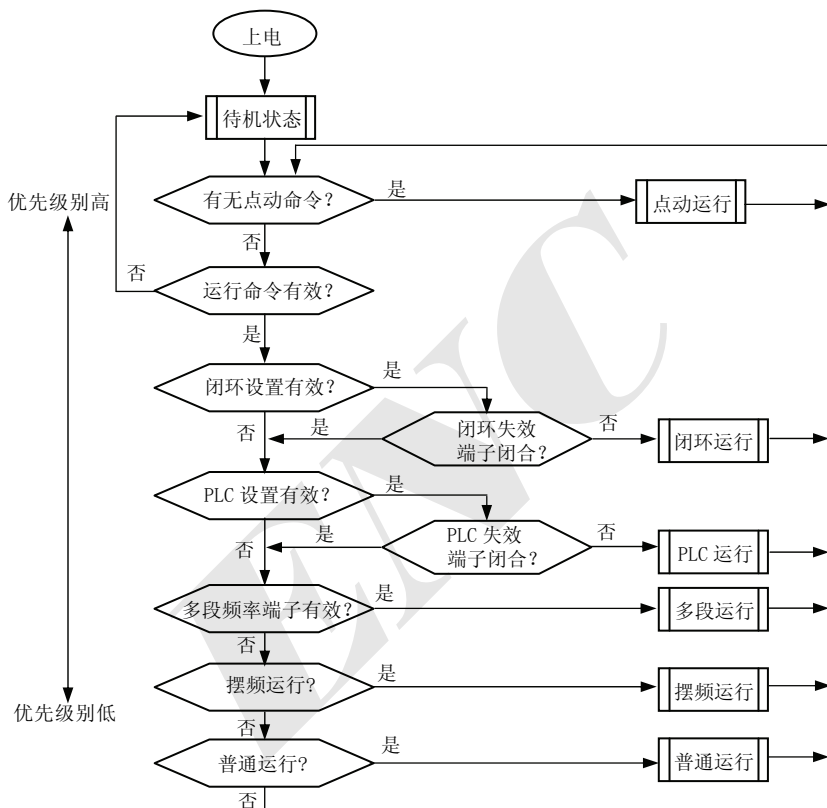 上电
待机状态
有无点动命令?
是
点动运行
优先级别高
否
否
运行命令有效?
是
闭环设置有效?
是
否
是
闭环失效
端子闭合?
否
闭环运行
PLC 设置有效?
是
否
是
PLC 失效
端子闭合?
否
PLC 运行
多段频率端子有效?
是
多段运行
否
摆频运行?
是
摆频运行
优先级别低
否
普通运行?
是
普通运行
否
ENC